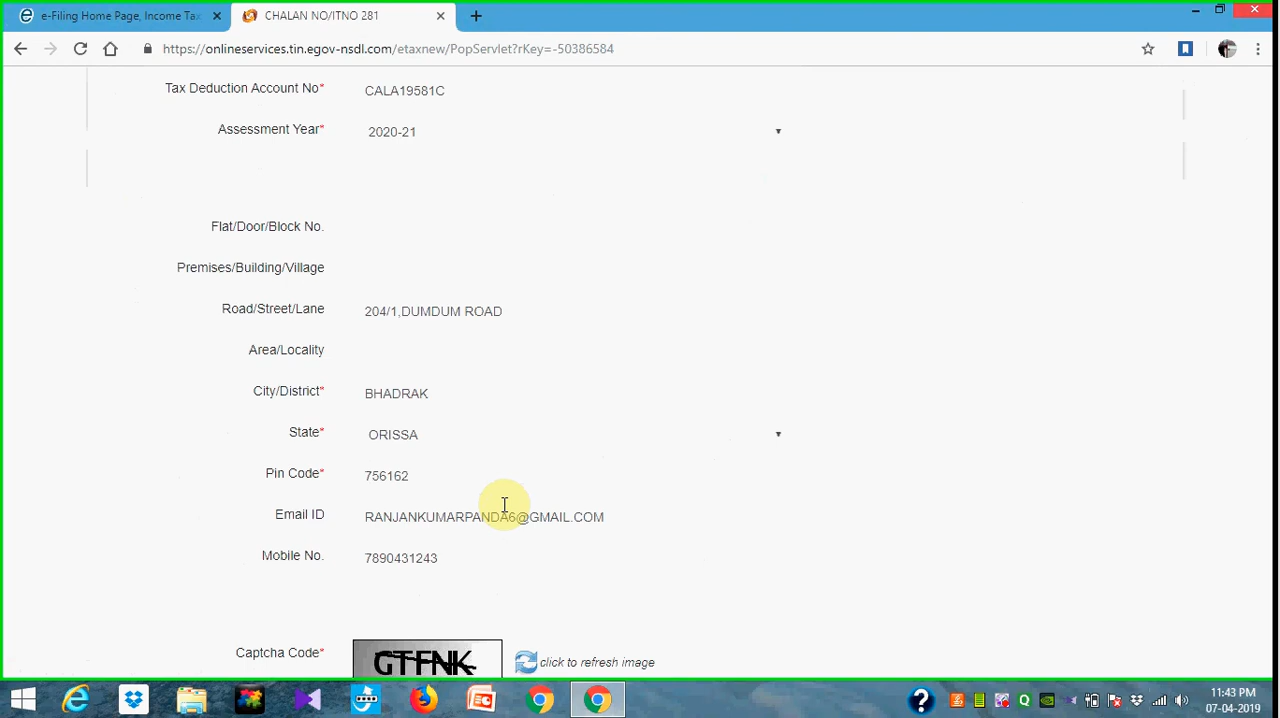 e-Filing Home Page, Income Tax
CHALAN NO/ITNO 281
https://onlineservices.tin.egov-nsdl.com/etaxnew/PopServlet?rKey=-50386584
Tax Deduction Account No* CALA19581C
Assessment Year* 2020-21
Flat/Door/Block No.
Premises/Building/Village
Road/Street/Lane 204/1,DUMDUM ROAD
Area/Locality
City/District* BHADRAK
State* ORISSA
Pin Code* 756162
Email ID RANJANKUMARPANDA6@GMAIL.COM
Mobile No. 7890431243
Captcha Code* GTFNK click to refresh image
11:43 PM
07-04-2019